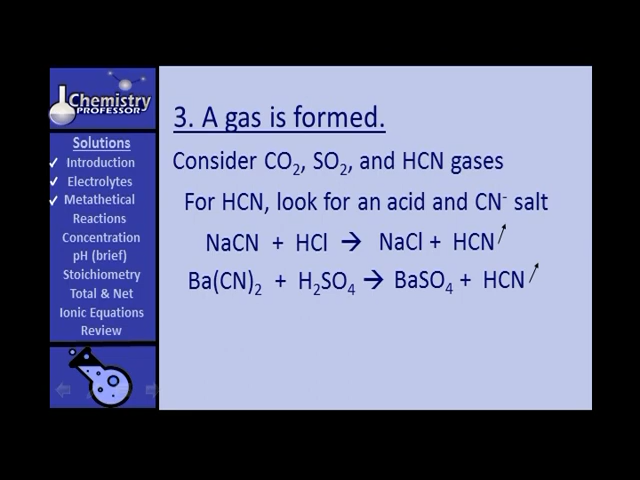 Chemistry
PROFESSOR
Solutions
✓ Introduction
✓ Electrolytes
✓ Metathetical
Reactions
Concentration
pH (brief)
Stoichiometry
Total & Net
Ionic Equations
Review
3. A gas is formed.
Consider CO₂, SO₂, and HCN gases
For HCN, look for an acid and CN⁻ salt
NaCN + HCl → NaCl + HCN↗
Ba(CN)₂ + H₂SO₄ → BaSO₄ + HCN↗